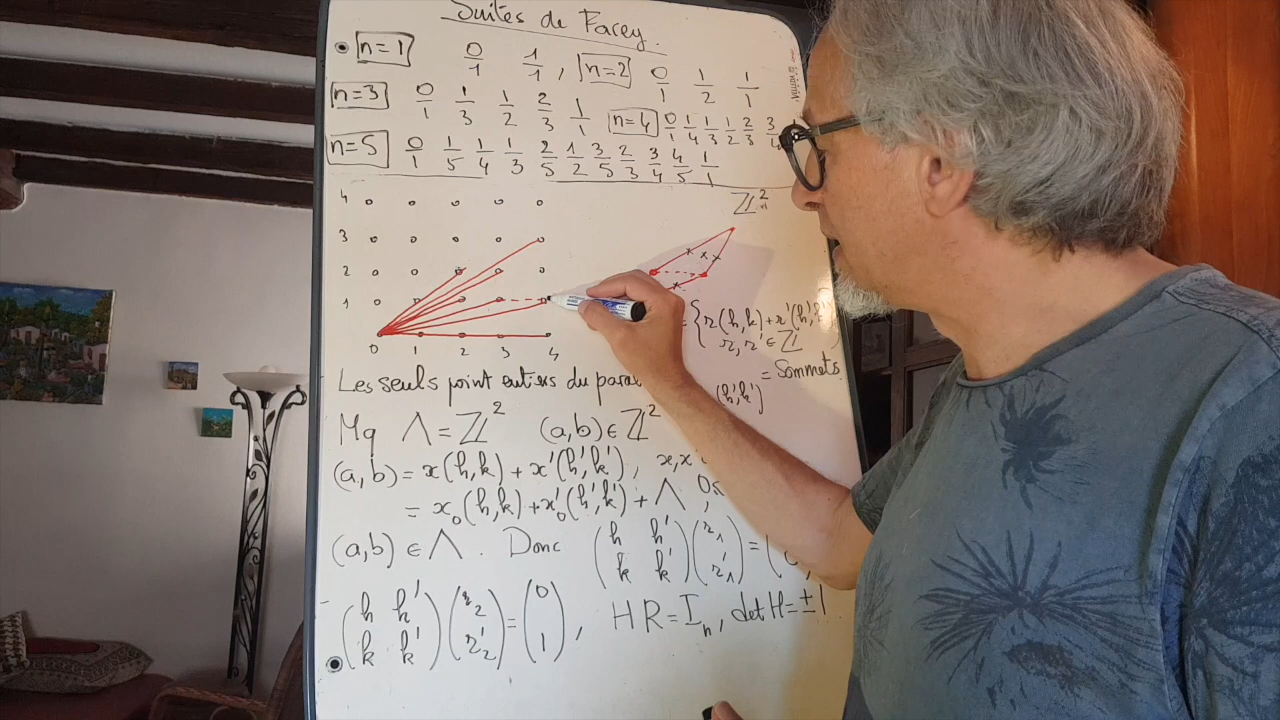 Suites de Farey.
n=1 0/1 1/1 , n=2 0/1 1/2 1/1
n=3 0/1 1/3 1/2 2/3 1/1 n=4 0/1 1/4 1/3 1/2 2/3 3/4
n=5 0/1 1/5 1/4 1/3 2/5 1/2 3/5 2/3 3/4 4/5 1/1
ℤ²
4
3
2
1
0 1 2 3 4
= { r(h,k)+r'(h',k')
r, r' ∈ ℤ
= Sommets
Les seuls point entiers du (h',k')
Mq Λ = ℤ² (a,b) ∈ ℤ²
(a,b) = x(h,k) + x'(h',k'),
= x₀(h,k) + x'₀(h',k') + Λ ,
(a,b) ∈ Λ. Donc (h h' k k')(r₁ r'₁) =
(h h' k k')(r₂ r'₂) = (0 1), HR = Iₙ, det H = ±1